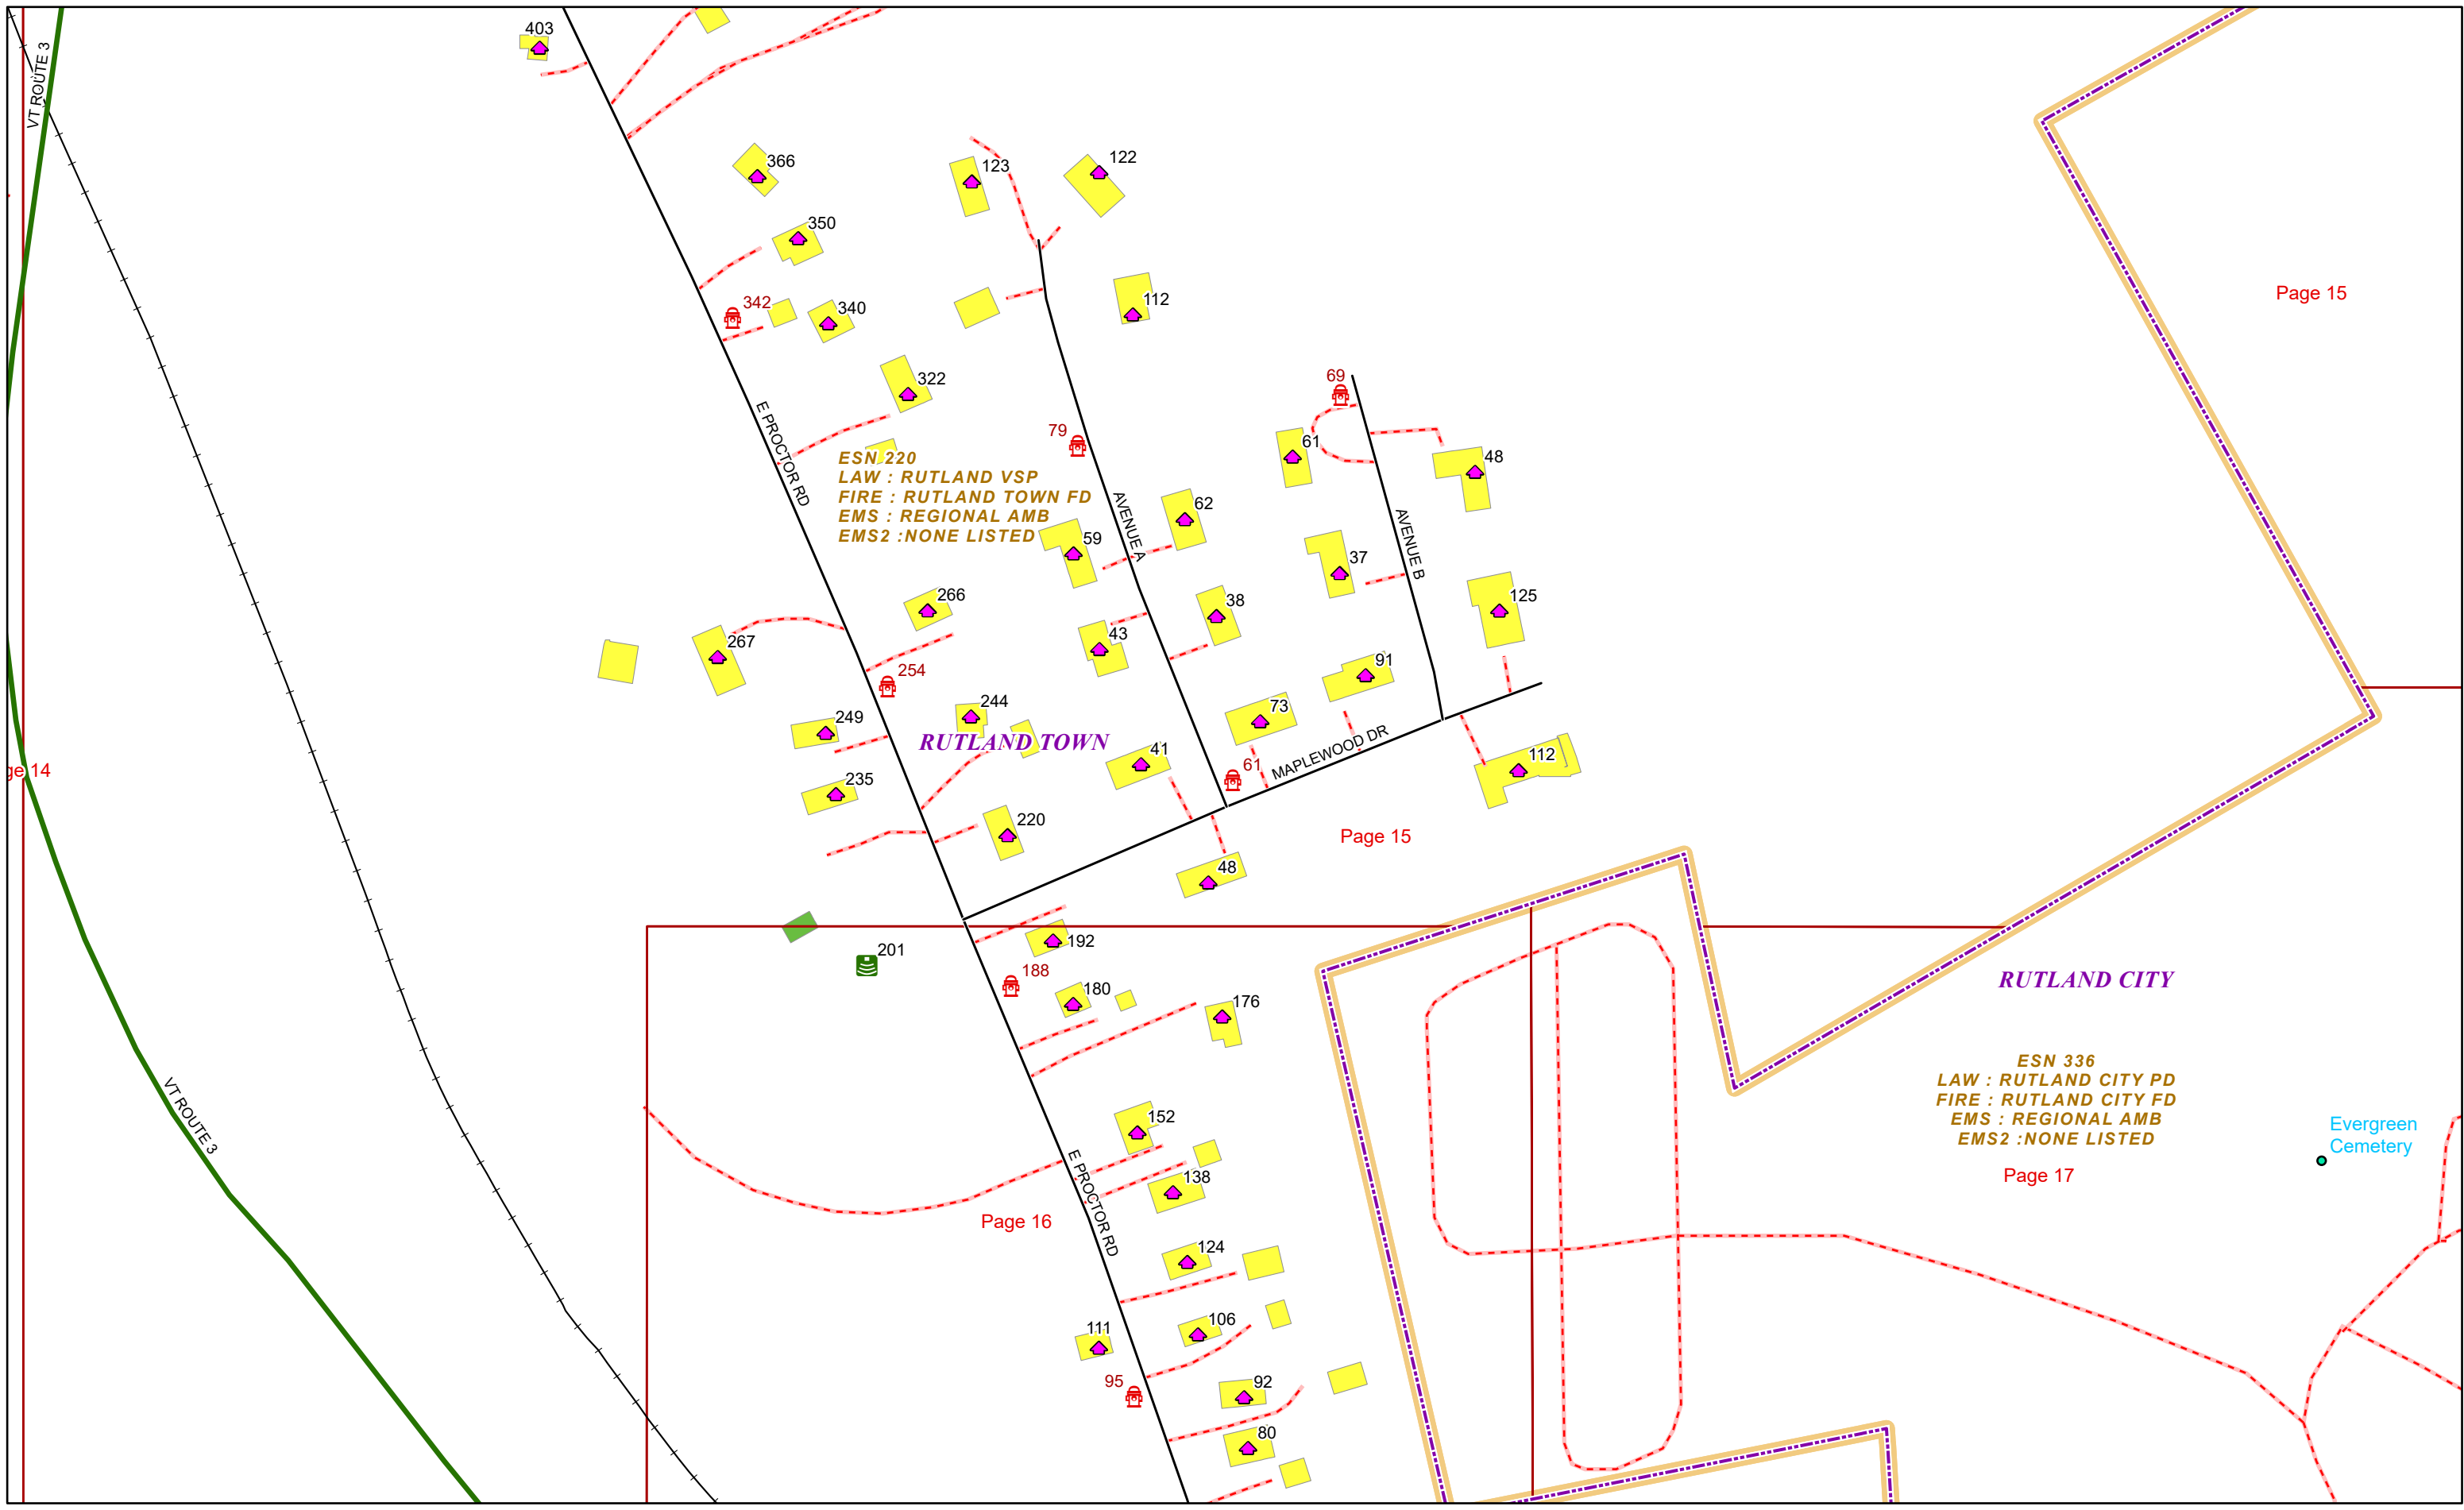 403
VT ROUTE 3
366
123
122
350
Page 15
342
340
112
322
69
E PROCTOR RD
79
61
48
ESN 220
LAW : RUTLAND VSP
FIRE : RUTLAND TOWN FD
EMS : REGIONAL AMB
EMS2 :NONE LISTED
AVENUE A
62
AVENUE B
59
37
266
38
125
267
43
91
254
244
73
249
RUTLAND TOWN
41
MAPLEWOOD DR
112
61
ge 14
235
220
Page 15
48
192
201
188
RUTLAND CITY
180
176
ESN 336
LAW : RUTLAND CITY PD
FIRE : RUTLAND CITY FD
EMS : REGIONAL AMB
EMS2 :NONE LISTED
VT ROUTE 3
152
Evergreen
Cemetery
E PROCTOR RD
138
Page 17
Page 16
124
106
111
95
92
80